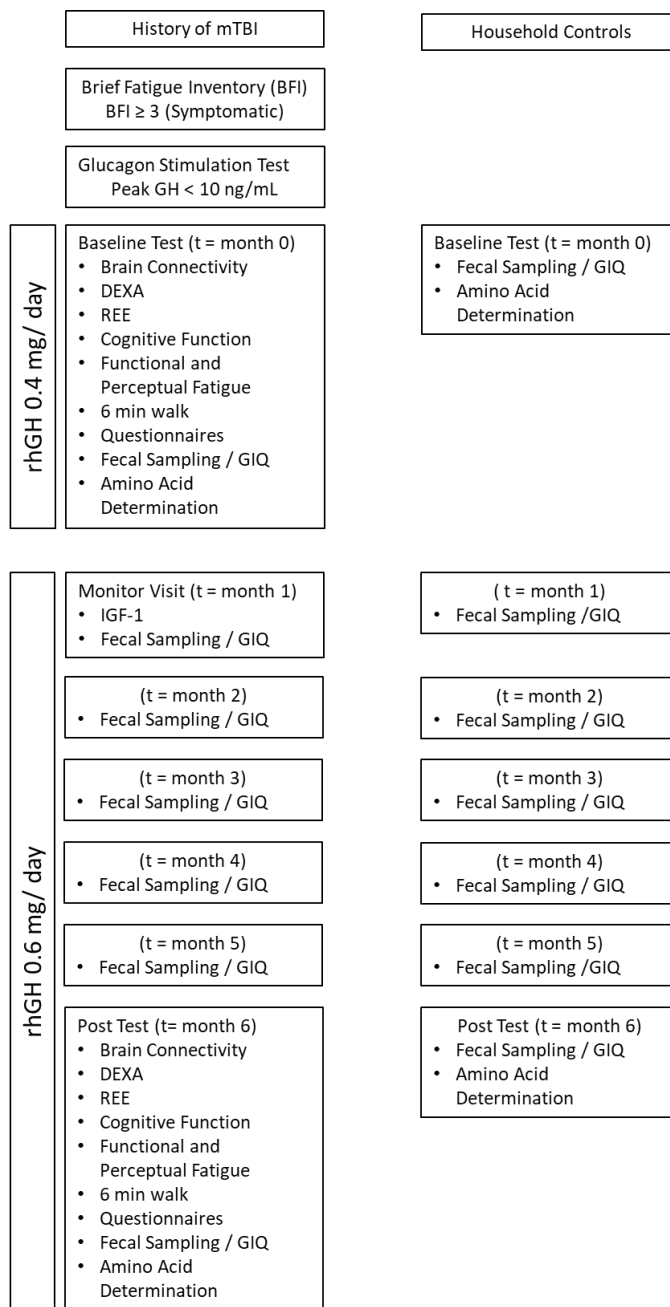 History of mTBI
Household Controls
Brief Fatigue Inventory (BFI)
BFI ≥ 3 (Symptomatic)
Glucagon Stimulation Test
Peak GH < 10 ng/mL
rhGH 0.4 mg/ day
Baseline Test (t = month 0)
• Brain Connectivity
• DEXA
• REE
• Cognitive Function
• Functional and
Perceptual Fatigue
• 6 min walk
• Questionnaires
• Fecal Sampling / GIQ
• Amino Acid
Determination
Baseline Test (t = month 0)
• Fecal Sampling / GIQ
• Amino Acid
Determination
rhGH 0.6 mg/ day
Monitor Visit (t = month 1)
• IGF-1
• Fecal Sampling / GIQ
( t = month 1)
• Fecal Sampling /GIQ
(t = month 2)
• Fecal Sampling / GIQ
(t = month 2)
• Fecal Sampling / GIQ
(t = month 3)
• Fecal Sampling / GIQ
(t = month 3)
• Fecal Sampling / GIQ
(t = month 4)
• Fecal Sampling / GIQ
(t = month 4)
• Fecal Sampling / GIQ
(t = month 5)
• Fecal Sampling / GIQ
(t = month 5)
• Fecal Sampling /GIQ
Post Test (t= month 6)
• Brain Connectivity
• DEXA
• REE
• Cognitive Function
• Functional and
Perceptual Fatigue
• 6 min walk
• Questionnaires
• Fecal Sampling / GIQ
• Amino Acid
Determination
Post Test (t = month 6)
• Fecal Sampling / GIQ
• Amino Acid
Determination